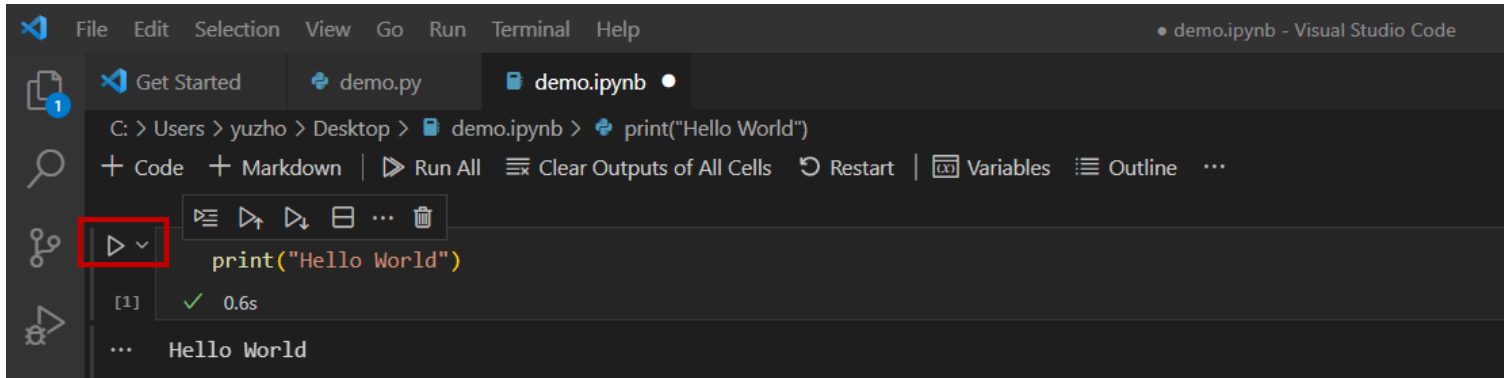 File Edit Selection View Go Run Terminal Help ● demo.ipynb - Visual Studio Code
Get Started demo.py demo.ipynb ●
1
C: > Users > yuzho > Desktop > demo.ipynb > print("Hello World")
+ Code + Markdown | Run All Clear Outputs of All Cells Restart | (x) Variables Outline ···
···
print("Hello World")
[1] ✓ 0.6s
··· Hello World